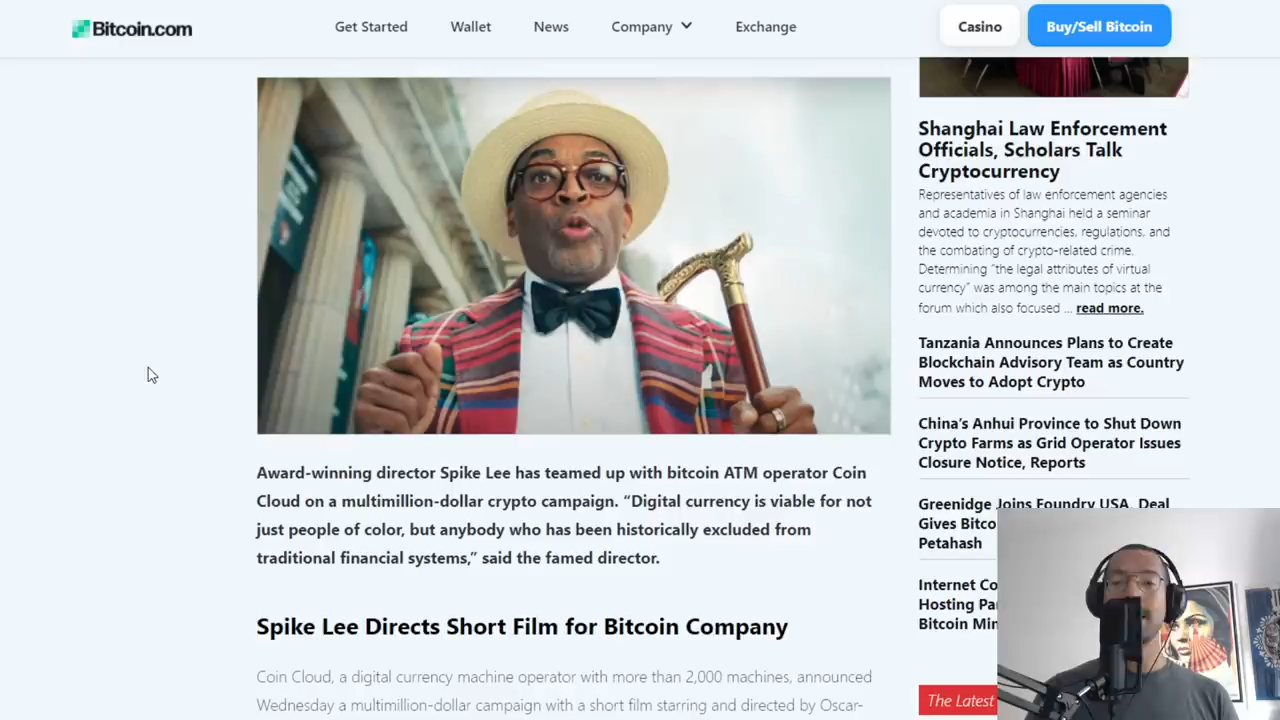 Bitcoin.com
Get Started
Wallet
News
Company
Exchange
Casino
Buy/Sell Bitcoin
Award-winning director Spike Lee has teamed up with bitcoin ATM operator Coin
Cloud on a multimillion-dollar crypto campaign. “Digital currency is viable for not
just people of color, but anybody who has been historically excluded from
traditional financial systems,” said the famed director.
Spike Lee Directs Short Film for Bitcoin Company
Coin Cloud, a digital currency machine operator with more than 2,000 machines, announced
Wednesday a multimillion-dollar campaign with a short film starring and directed by Oscar-
Shanghai Law Enforcement
Officials, Scholars Talk
Cryptocurrency
Representatives of law enforcement agencies
and academia in Shanghai held a seminar
devoted to cryptocurrencies, regulations, and
the combating of crypto-related crime.
Determining “the legal attributes of virtual
currency” was among the main topics at the
forum which also focused ... read more.
Tanzania Announces Plans to Create
Blockchain Advisory Team as Country
Moves to Adopt Crypto
China’s Anhui Province to Shut Down
Crypto Farms as Grid Operator Issues
Closure Notice, Reports
Greenidge Joins Foundry USA, Deal
Gives
Petahash
Internet
Hosting
Bitcoin
The Latest